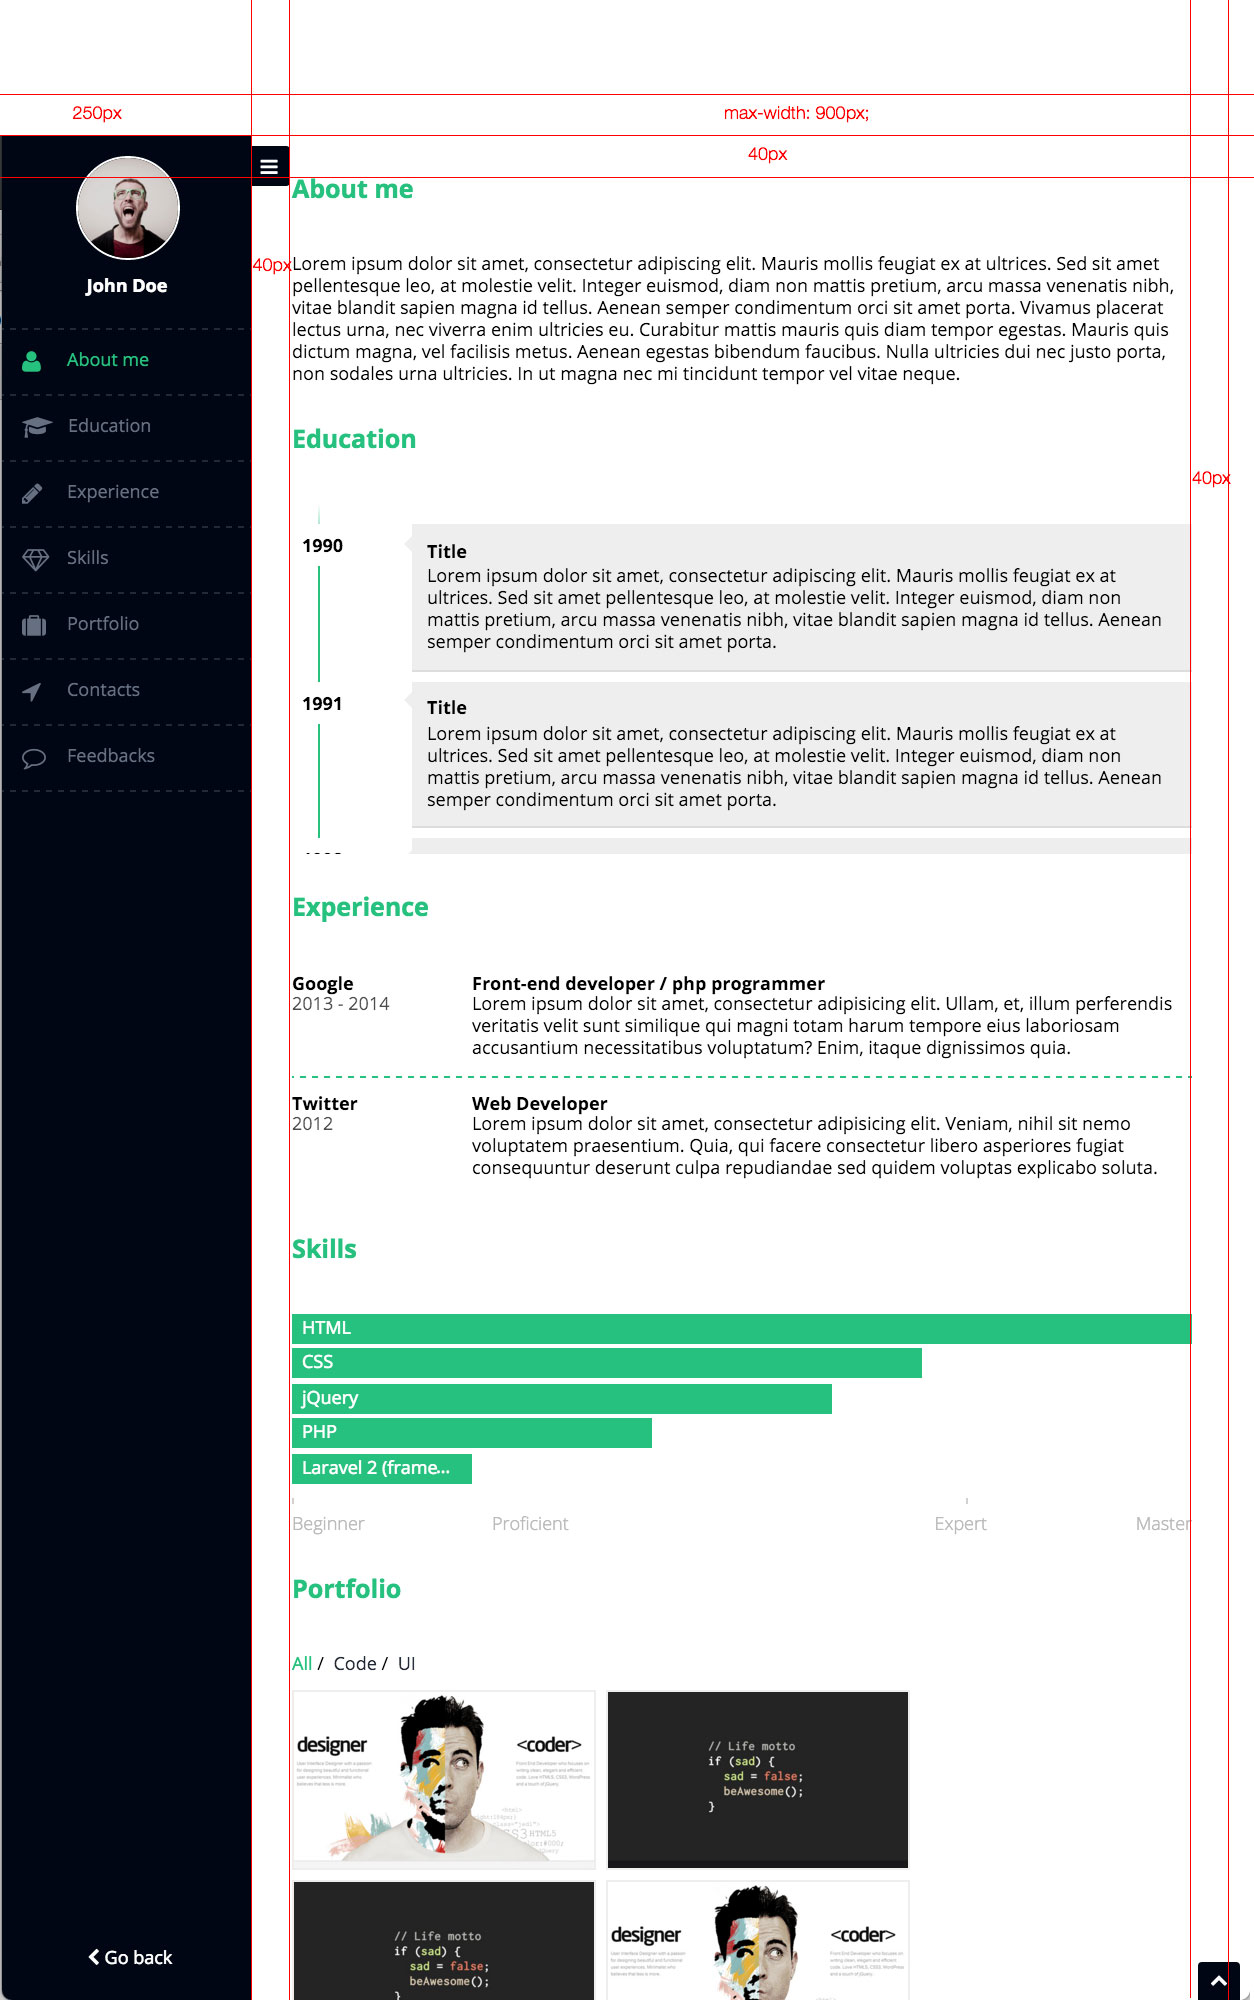 250px
max-width: 900px;
40px
About me
John Doe
40px
Lorem ipsum dolor sit amet, consectetur adipiscing elit. Mauris mollis feugiat ex at ultrices. Sed sit amet
pellentesque leo, at molestie velit. Integer euismod, diam non mattis pretium, arcu massa venenatis nibh,
vitae blandit sapien magna id tellus. Aenean semper condimentum orci sit amet porta. Vivamus placerat
lectus urna, nec viverra enim ultricies eu. Curabitur mattis mauris quis diam tempor egestas. Mauris quis
dictum magna, vel facilisis metus. Aenean egestas bibendum faucibus. Nulla ultricies dui nec justo porta,
non sodales urna ultricies. In ut magna nec mi tincidunt tempor vel vitae neque.
About me
Education
Experience
Skills
Portfolio
Contacts
Feedbacks
Go back
Education
40px
1990
Title
Lorem ipsum dolor sit amet, consectetur adipiscing elit. Mauris mollis feugiat ex at
ultrices. Sed sit amet pellentesque leo, at molestie velit. Integer euismod, diam non
mattis pretium, arcu massa venenatis nibh, vitae blandit sapien magna id tellus. Aenean
semper condimentum orci sit amet porta.
1991
Title
Lorem ipsum dolor sit amet, consectetur adipiscing elit. Mauris mollis feugiat ex at
ultrices. Sed sit amet pellentesque leo, at molestie velit. Integer euismod, diam non
mattis pretium, arcu massa venenatis nibh, vitae blandit sapien magna id tellus. Aenean
semper condimentum orci sit amet porta.
Experience
Google
2013 - 2014
Front-end developer / php programmer
Lorem ipsum dolor sit amet, consectetur adipisicing elit. Ullam, et, illum perferendis
veritatis velit sunt similique qui magni totam harum tempore eius laboriosam
accusantium necessitatibus voluptatum? Enim, itaque dignissimos quia.
Twitter
2012
Web Developer
Lorem ipsum dolor sit amet, consectetur adipisicing elit. Veniam, nihil sit nemo
voluptatem praesentium. Quia, qui facere consectetur libero asperiores fugiat
consequuntur deserunt culpa repudiandae sed quidem voluptas explicabo soluta.
Skills
HTML
CSS
jQuery
PHP
Laravel 2 (frame...
Beginner Proficient Expert Master
Portfolio
All / Code / UI
designer
<coder>
// Life motto
if (sad) {
sad = false;
beAwesome();
}
// Life motto
if (sad) {
sad = false;
beAwesome();
}
designer
<coder>